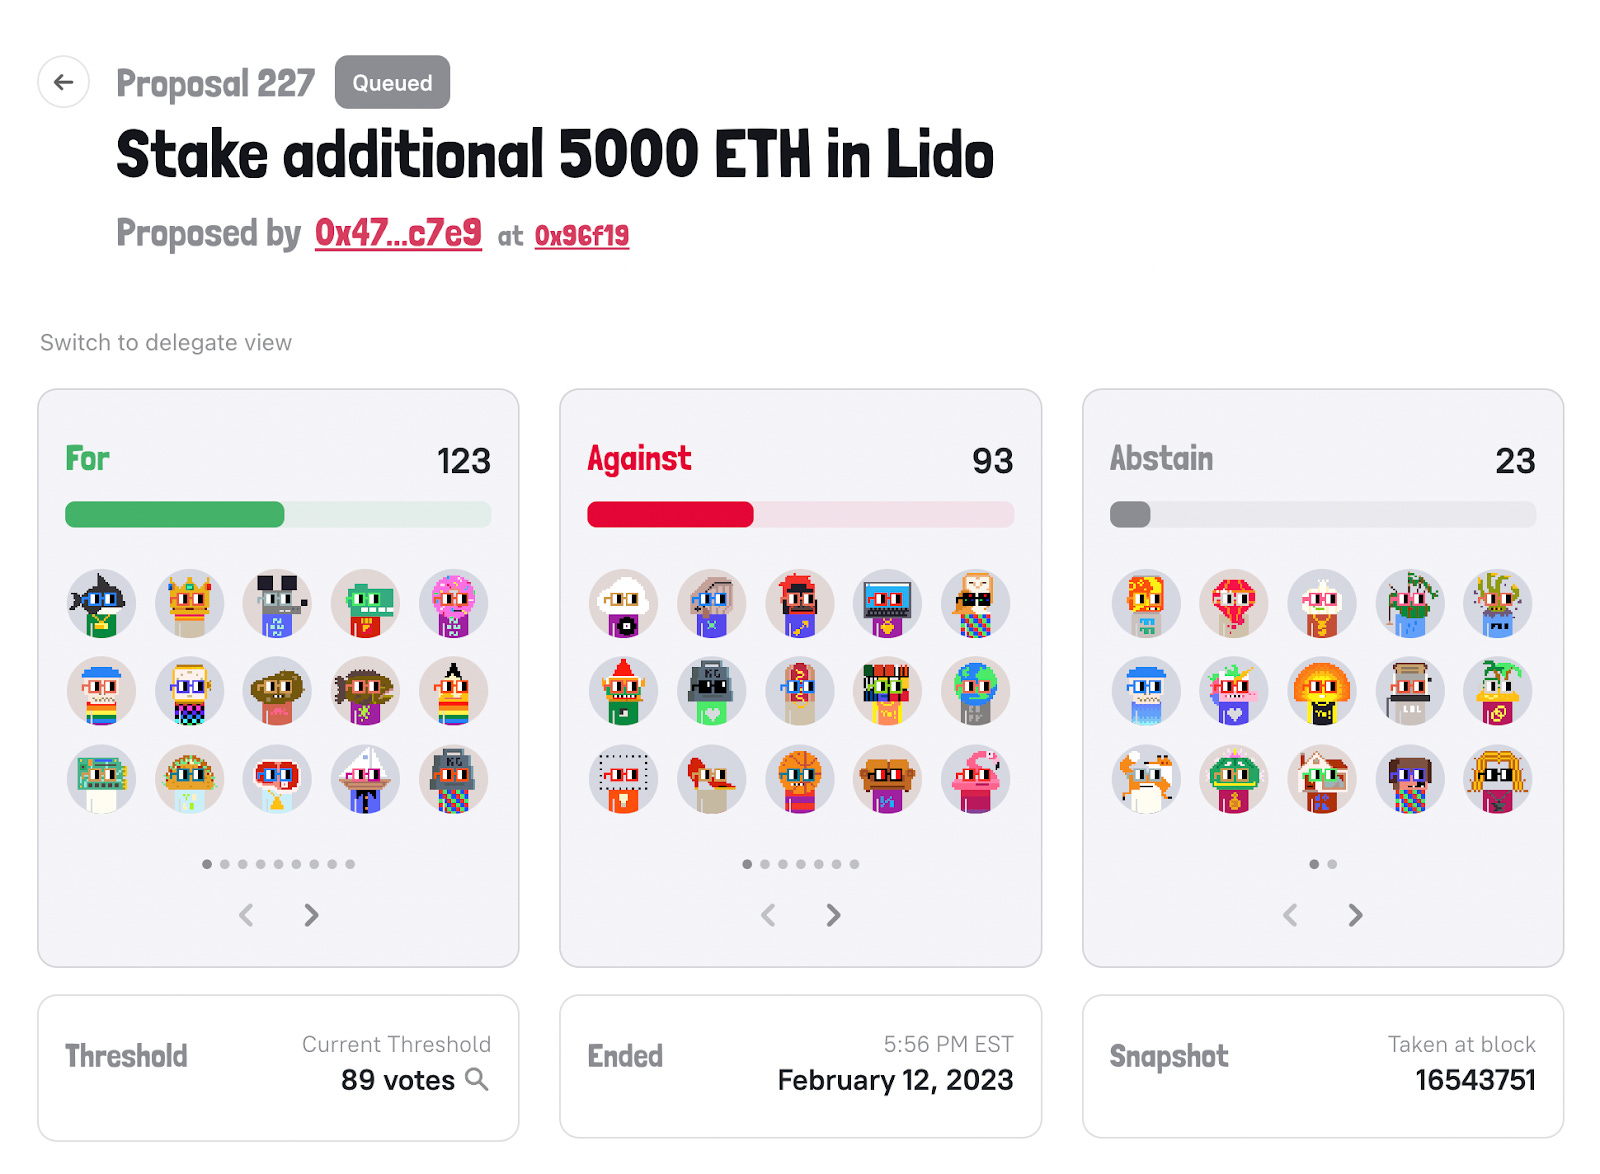 Proposal 227 Queued
Stake additional 5000 ETH in Lido
Proposed by 0x47...c7e9 at 0x96f19
Switch to delegate view
For 123
Against 93
Abstain 23
Threshold
Current Threshold
89 votes
Ended
5:56 PM EST
February 12, 2023
Snapshot
Taken at block
16543751